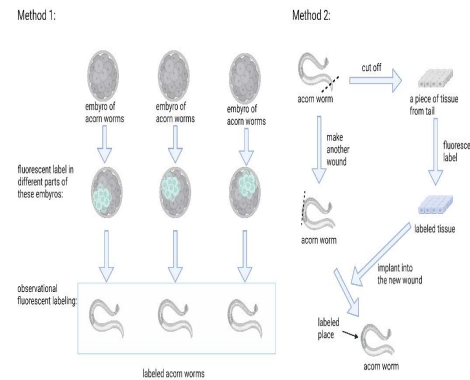 Method 1:
embyro of
acorn worms
embyro of
acorn worms
embyro of
acorn worms
fluorescent label in
different parts of
these embyros:
observational
fluorescent labeling:
labeled acorn worms
Method 2:
cut off
acorn worm
a piece of tissue
from tail
make
another
wound
fluoresce
label
acorn worm
labeled tissue
implant into
the new wound
labeled
place
acorn worm